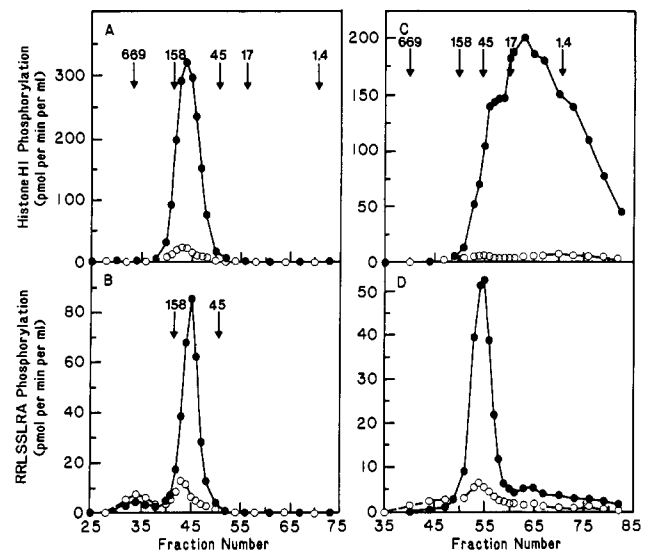 A
669 158 45 17 1.4
300
200
100
0
Histone H1 Phosphorylation
(pmol per min per ml)
C
669 158 45 17 1.4
200
150
100
50
0
B
158 45
80
60
40
20
0
RRLSSLRA Phosphorylation
(pmol per min per ml)
25 35 45 55 65 75
Fraction Number
D
50
40
30
20
10
5
0
35 45 55 65 75 85
Fraction Number